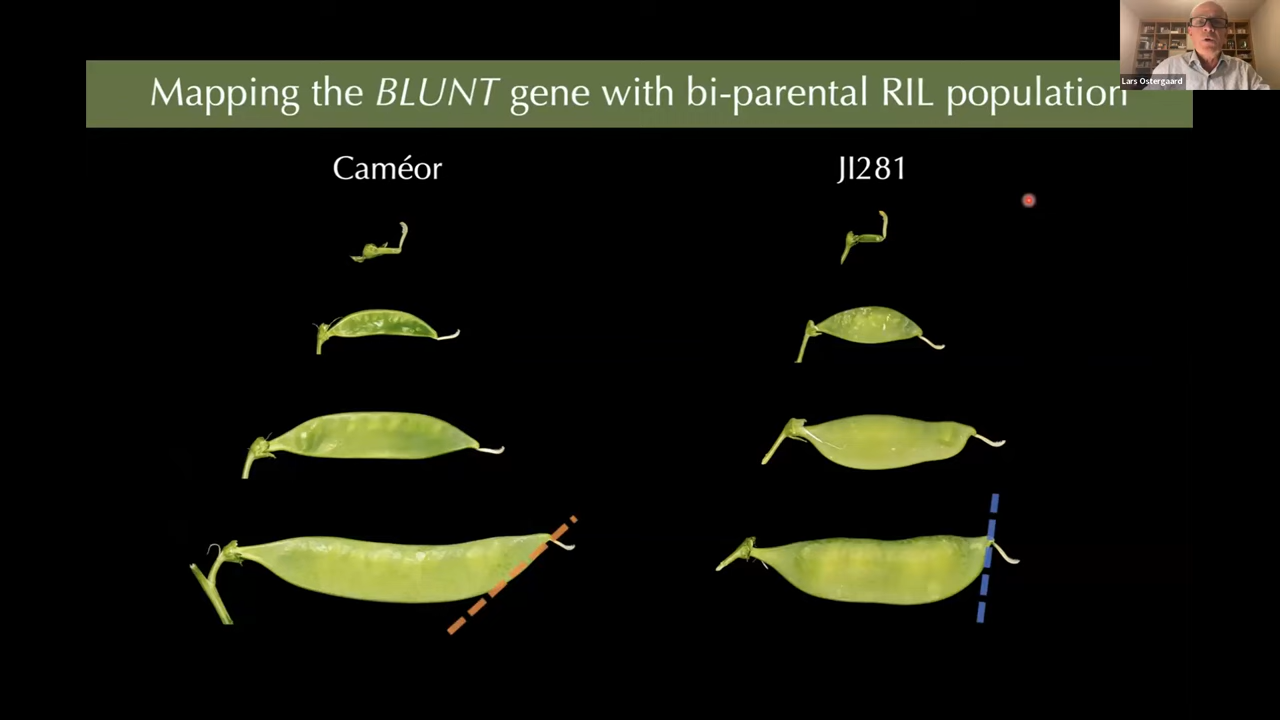 Mapping the BLUNT gene with bi-parental RIL population
Lars Ostergaard
Caméor
JI281